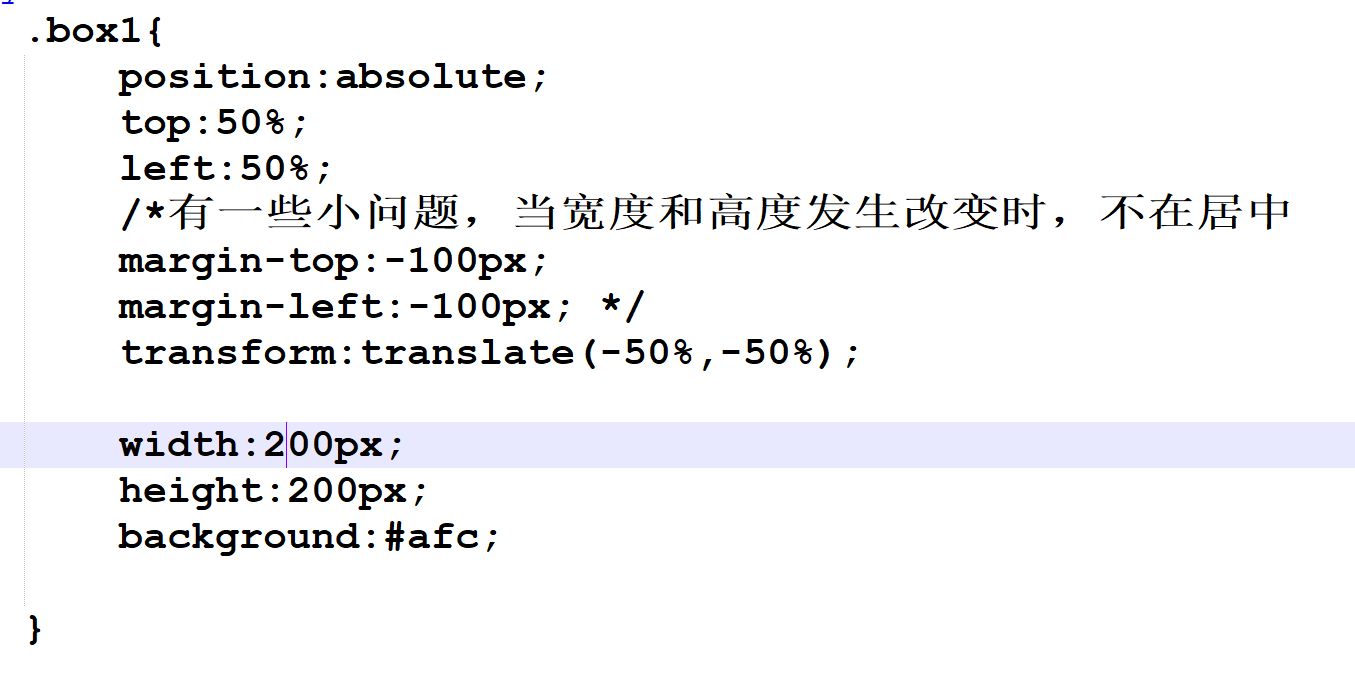 .box1{
position:absolute;
top:50%;
left:50%;
/*有一些小问题，当宽度和高度发生改变时，不在居中
margin-top:-100px;
margin-left:-100px; */
transform:translate(-50%,-50%);
width:200px;
height:200px;
background:#afc;
}